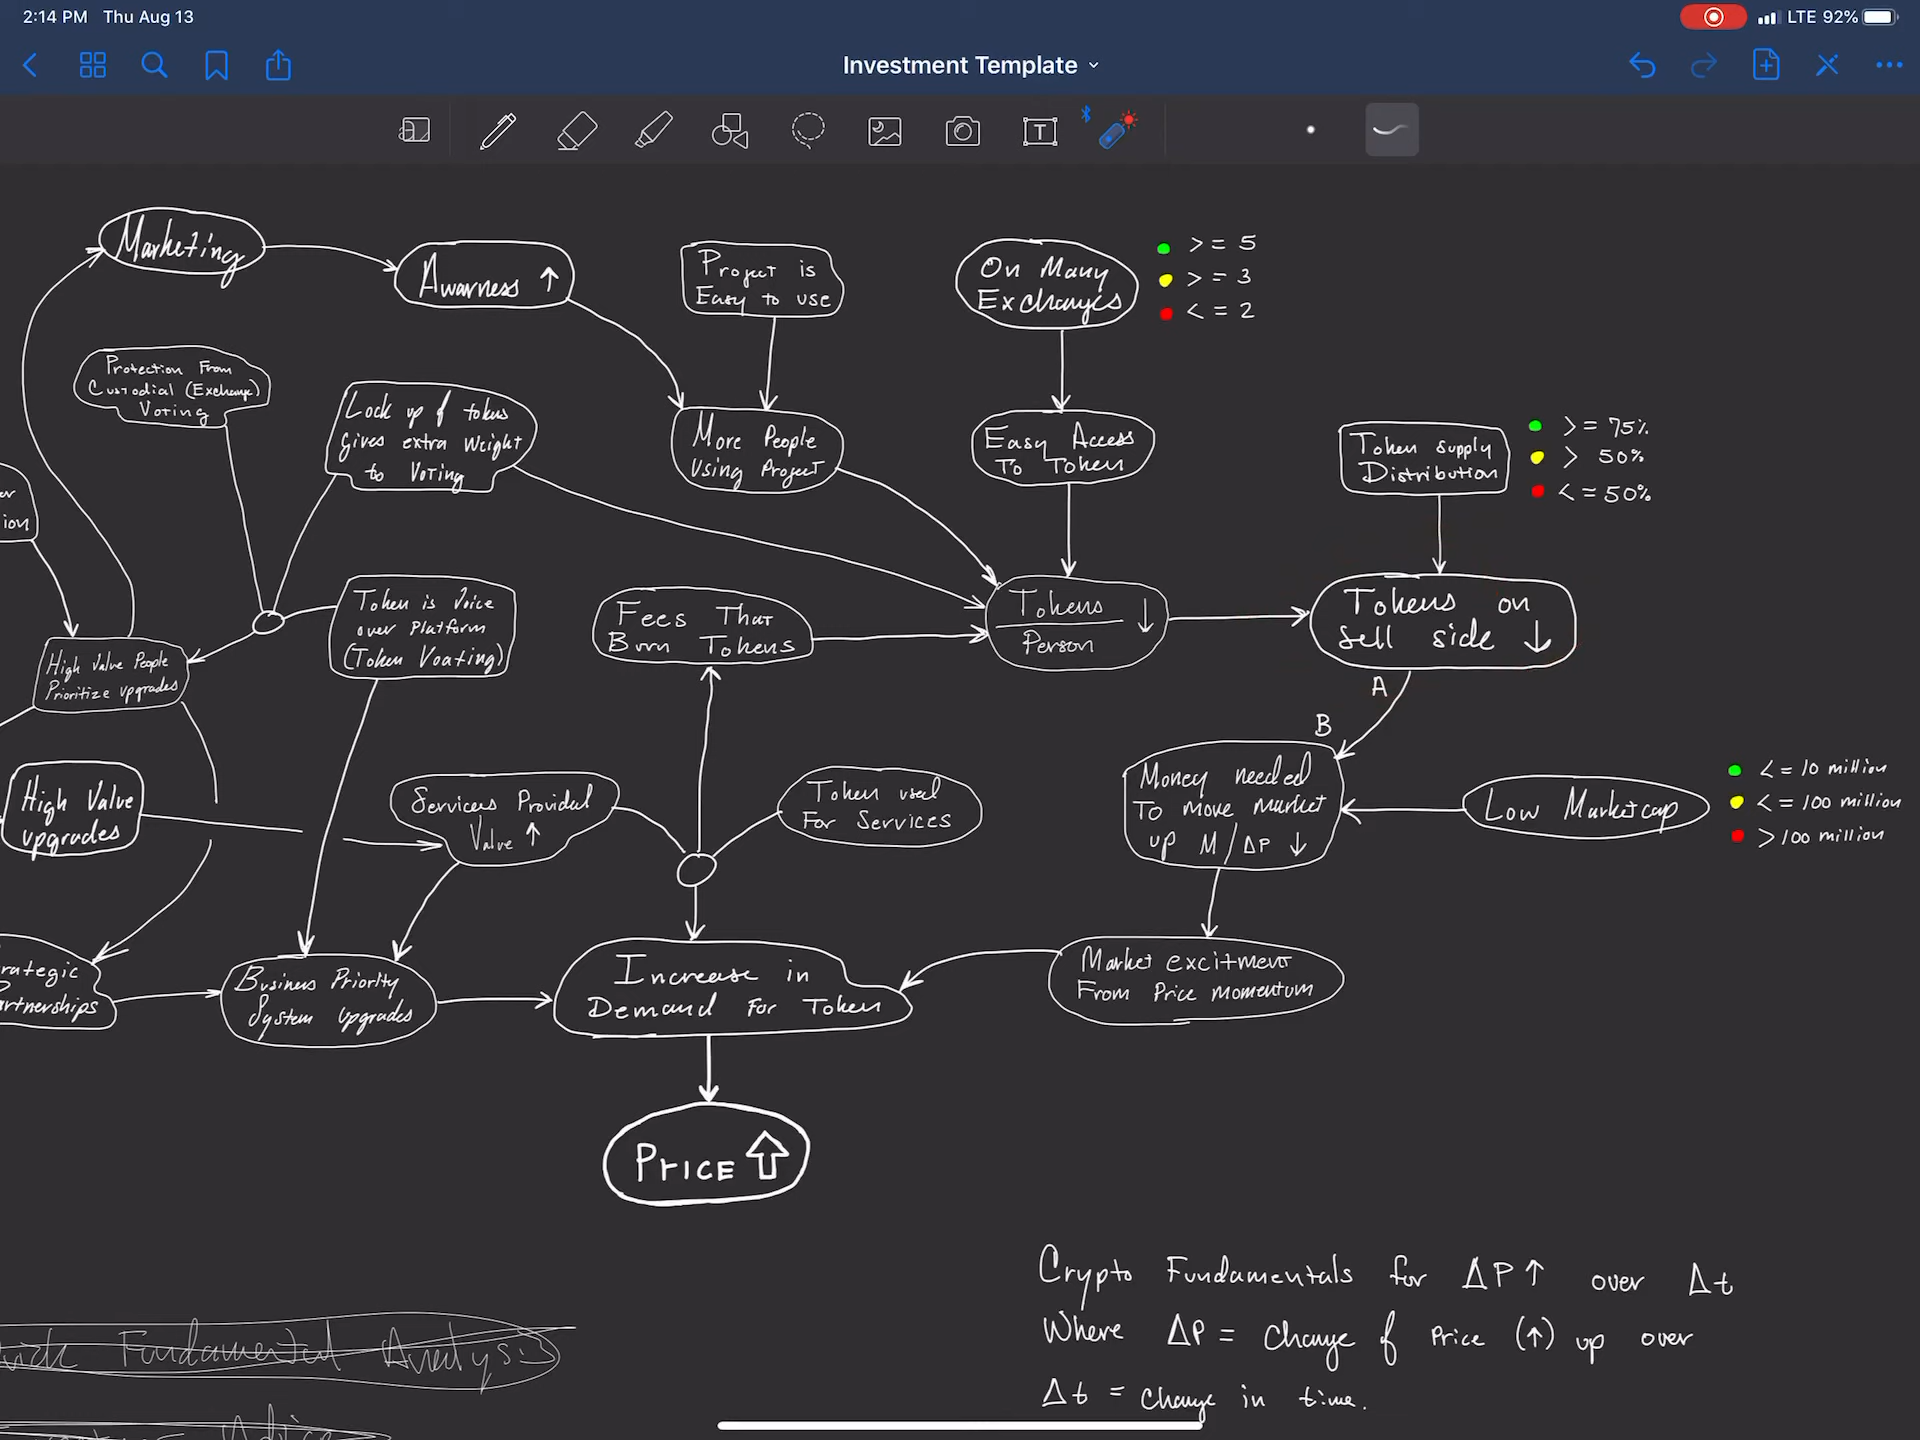 2:14 PM Thu Aug 13
LTE 92%
Investment Template
Marketing
Awarness ↑
Project is
Easy to use
On Many
Exchanges
>= 5
>= 3
<= 2
Protection From
Custodial (Exchange)
Voting
Lock up of tokens
gives extra weight
to Voting
More People
Using Project
Easy Access
To Token
Token supply
Distribution
>= 75%
> 50%
<= 50%
ion
Token is Voice
over Platform
(Token Voating)
Fees That
Burn Tokens
Tokens
Person ↓
Tokens on
Sell side ↓
High Value People
Prioritize upgrades
A
B
High Value
upgrades
Services Provided
Value ↑
Token used
For Services
Money needed
To move market
up M/ΔP ↓
Low Marketcap
<= 10 million
<= 100 million
> 100 million
rategic
artnerships
Business Priority
System Upgrades
Increase in
Demand For Token
Market excitment
From Price momentum
PRICE ⇧
Crypto Fundamentals for ΔP↑ over Δt
Where ΔP = Change of Price (↑) up over
Δt = Change in time.
Fundamental Analysis